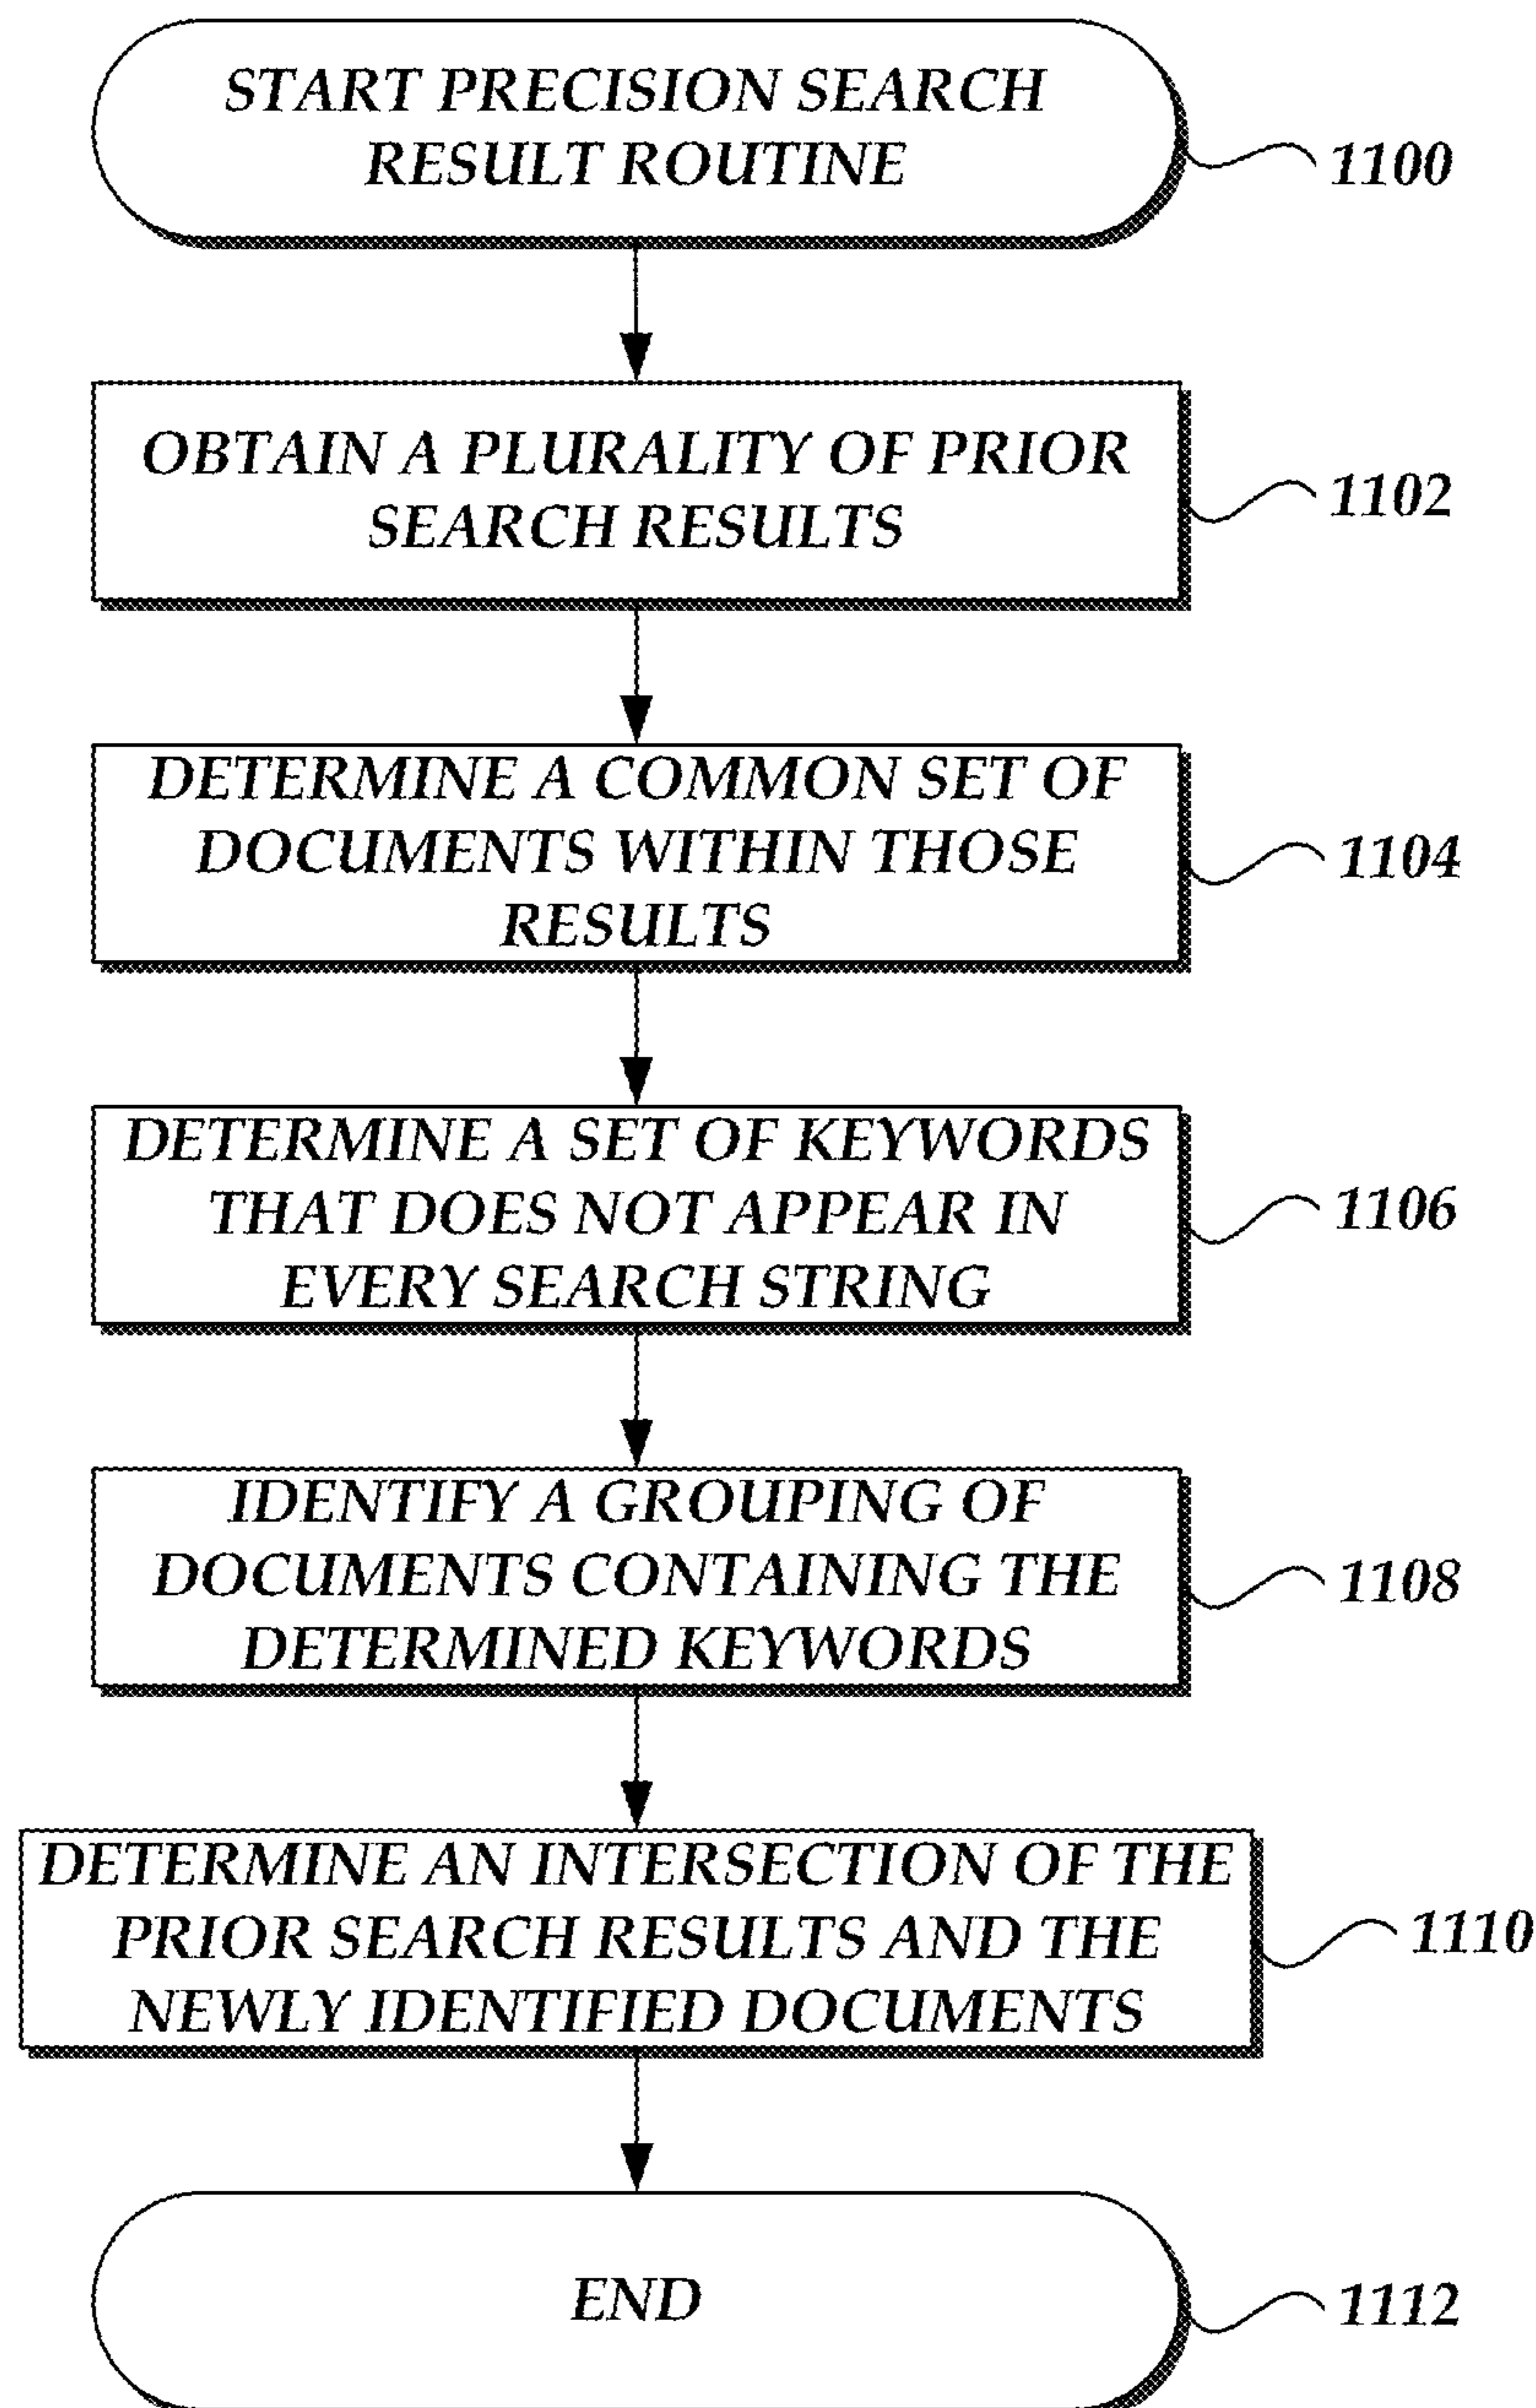 START PRECISION SEARCH
RESULT ROUTINE
1100
OBTAIN A PLURALITY OF PRIOR
SEARCH RESULTS
1102
DETERMINE A COMMON SET OF
DOCUMENTS WITHIN THOSE
RESULTS
1104
DETERMINE A SET OF KEYWORDS
THAT DOES NOT APPEAR IN
EVERY SEARCH STRING
1106
IDENTIFY A GROUPING OF
DOCUMENTS CONTAINING THE
DETERMINED KEYWORDS
1108
DETERMINE AN INTERSECTION OF THE
PRIOR SEARCH RESULTS AND THE
NEWLY IDENTIFIED DOCUMENTS
1110
END
1112